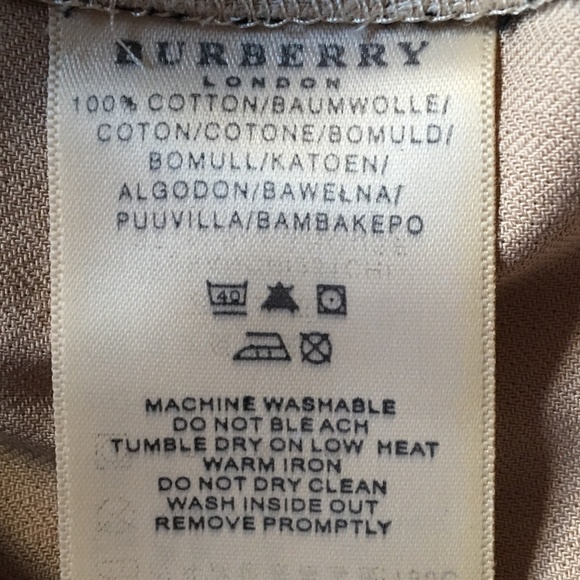 BURBERRY
LONDON
100% COTTON/BAUMWOLLE/
COTON/COTONE/BOMULD/
BOMULL/KATOEN/
ALGODON/BAWEŁNA/
PUUVILLA/BAMBAKEPO
40
MACHINE WASHABLE
DO NOT BLEACH
TUMBLE DRY ON LOW HEAT
WARM IRON
DO NOT DRY CLEAN
WASH INSIDE OUT
REMOVE PROMPTLY